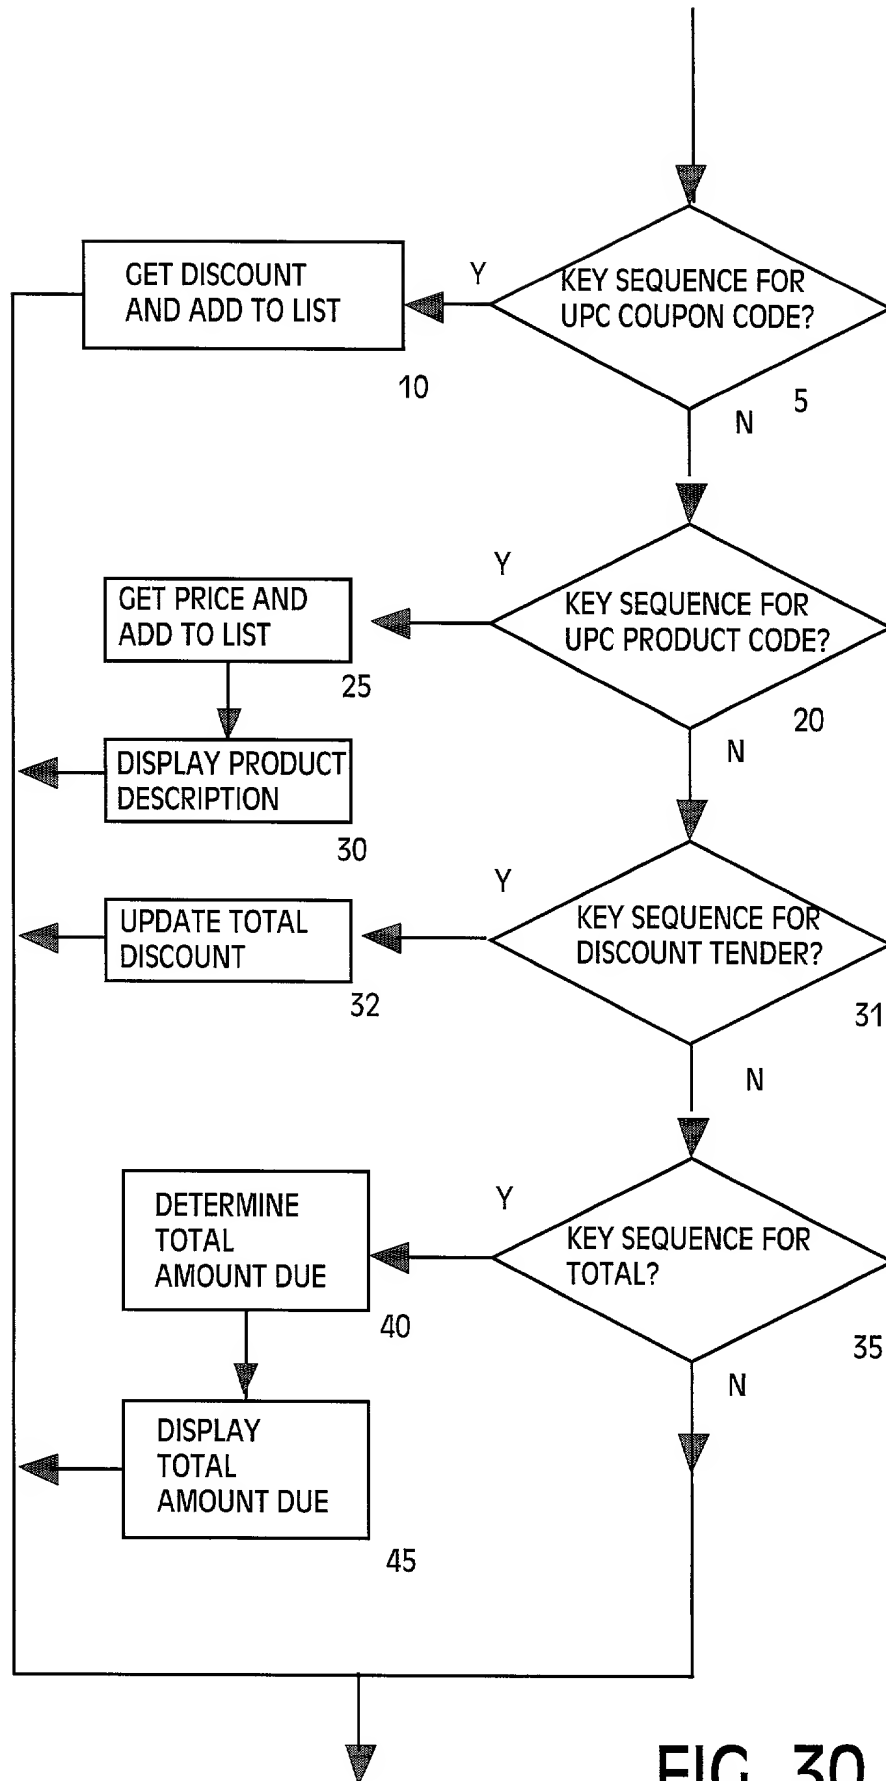 GET DISCOUNT
AND ADD TO LIST
10
Y
KEY SEQUENCE FOR
UPC COUPON CODE?
5
N
GET PRICE AND
ADD TO LIST
25
Y
KEY SEQUENCE FOR
UPC PRODUCT CODE?
20
N
DISPLAY PRODUCT
DESCRIPTION
30
UPDATE TOTAL
DISCOUNT
32
Y
KEY SEQUENCE FOR
DISCOUNT TENDER?
31
N
DETERMINE
TOTAL
AMOUNT DUE
40
Y
KEY SEQUENCE FOR
TOTAL?
35
N
DISPLAY
TOTAL
AMOUNT DUE
45
FIG. 30